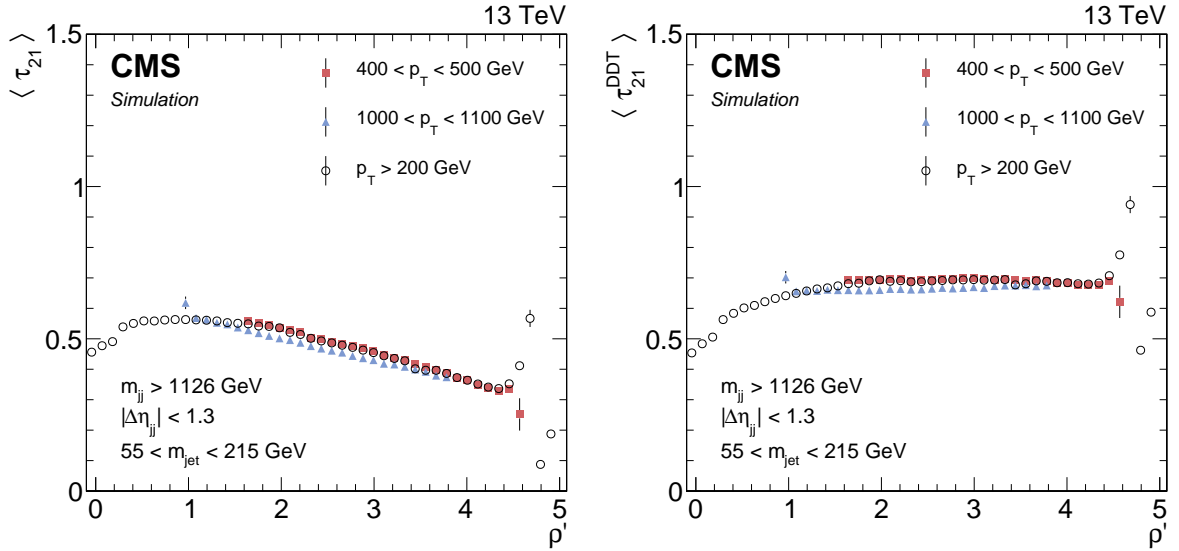 13 TeV
⟨ τ21 ⟩
1.5
1
0.5
0
CMS
Simulation
400 < pT < 500 GeV
1000 < pT < 1100 GeV
pT > 200 GeV
mjj > 1126 GeV
|Δηjj| < 1.3
55 < mjet < 215 GeV
0 1 2 3 4 5
ρ'
13 TeV
⟨ τ21DDT ⟩
1.5
1
0.5
0
CMS
Simulation
400 < pT < 500 GeV
1000 < pT < 1100 GeV
pT > 200 GeV
mjj > 1126 GeV
|Δηjj| < 1.3
55 < mjet < 215 GeV
0 1 2 3 4 5
ρ'